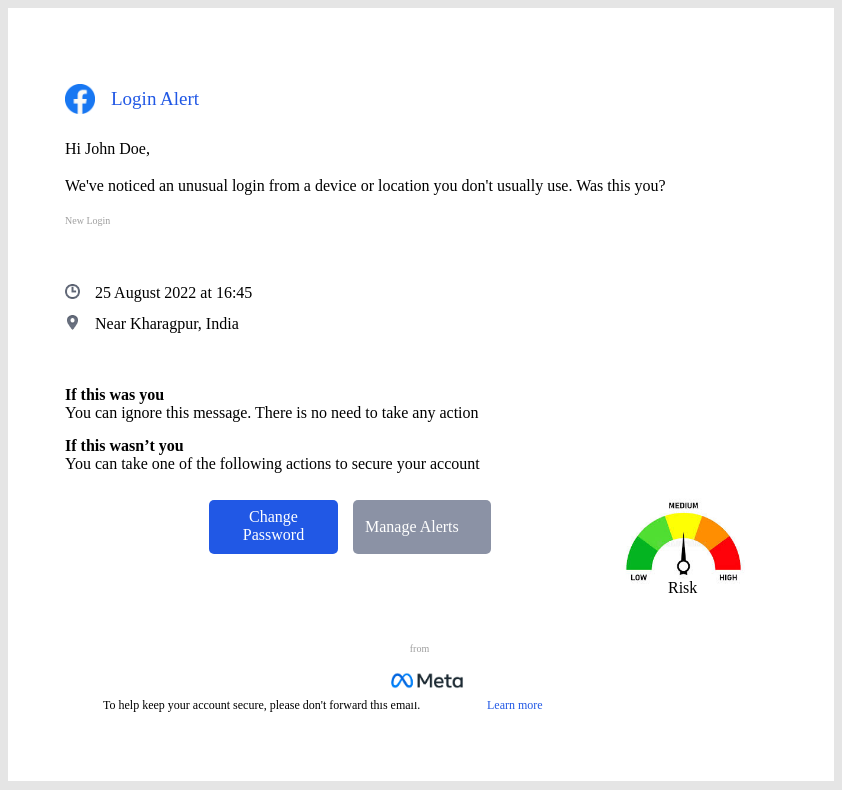 Login Alert
Hi John Doe,
We've noticed an unusual login from a device or location you don't usually use. Was this you?
New Login
25 August 2022 at 16:45
Near Kharagpur, India
If this was you
You can ignore this message. There is no need to take any action
If this wasn’t you
You can take one of the following actions to secure your account
Change
Password
Manage Alerts
MEDIUM
LOW
HIGH
Risk
from
Meta
To help keep your account secure, please don't forward this email.
Learn more